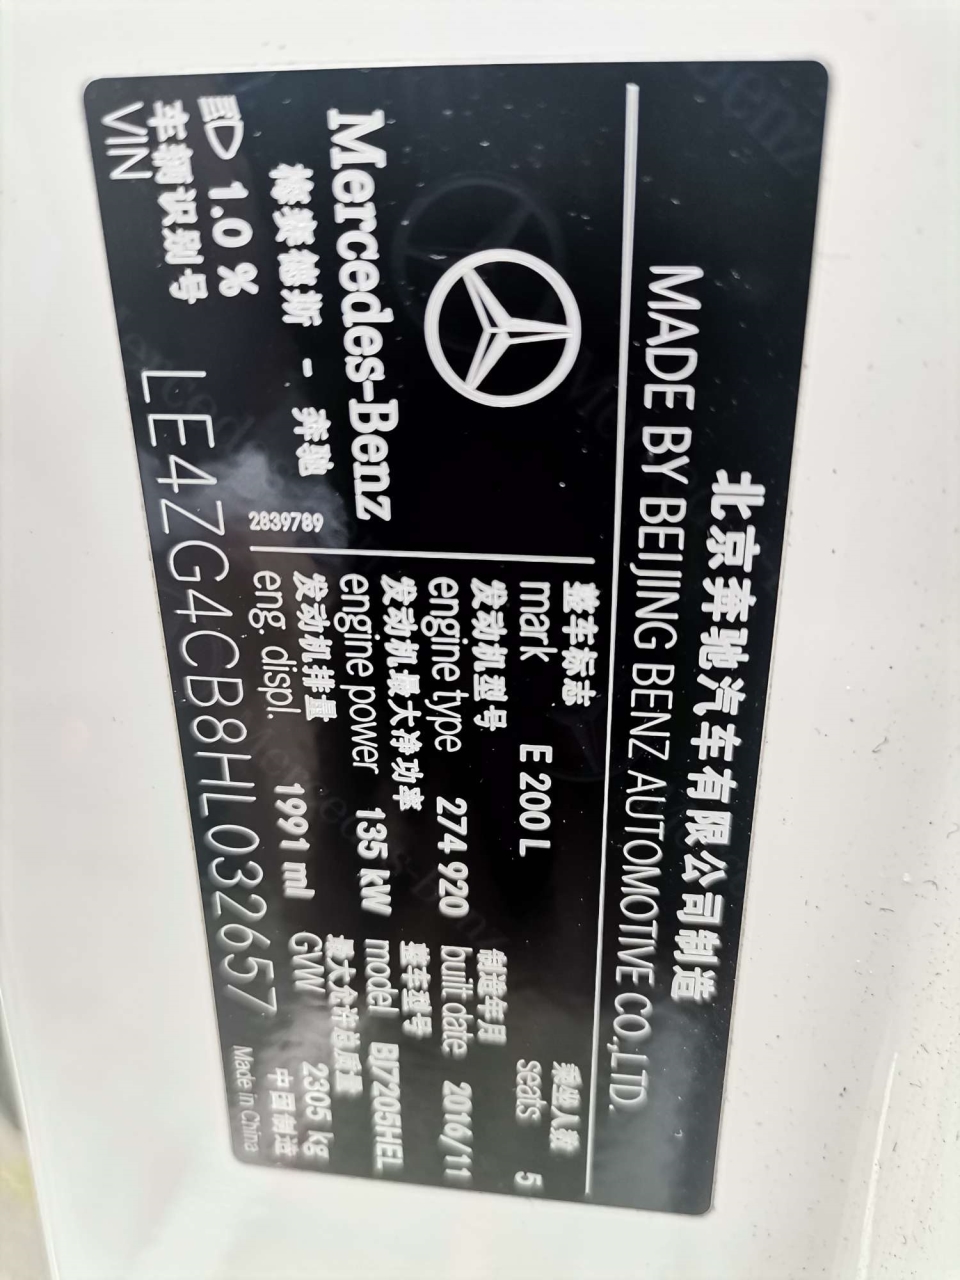 北京奔驰汽车有限公司制造
MADE BY BEIJING BENZ AUTOMOTIVE CO.,LTD.
Mercedes-Benz
梅赛德斯 - 奔驰
1.0 %
2839789
整车标志
mark E 200 L
乘坐人数
seats 5
发动机型号
engine type 274 920
制造年月
built date 2016/11
发动机最大净功率
engine power 135 kW
整车型号
model BJ7205HEL
发动机排量
eng. displ. 1991 ml
最大允许总质量
GVW 2305 kg
车辆识别号
VIN LE4ZG4CB8HL032657
中国制造
Made in China